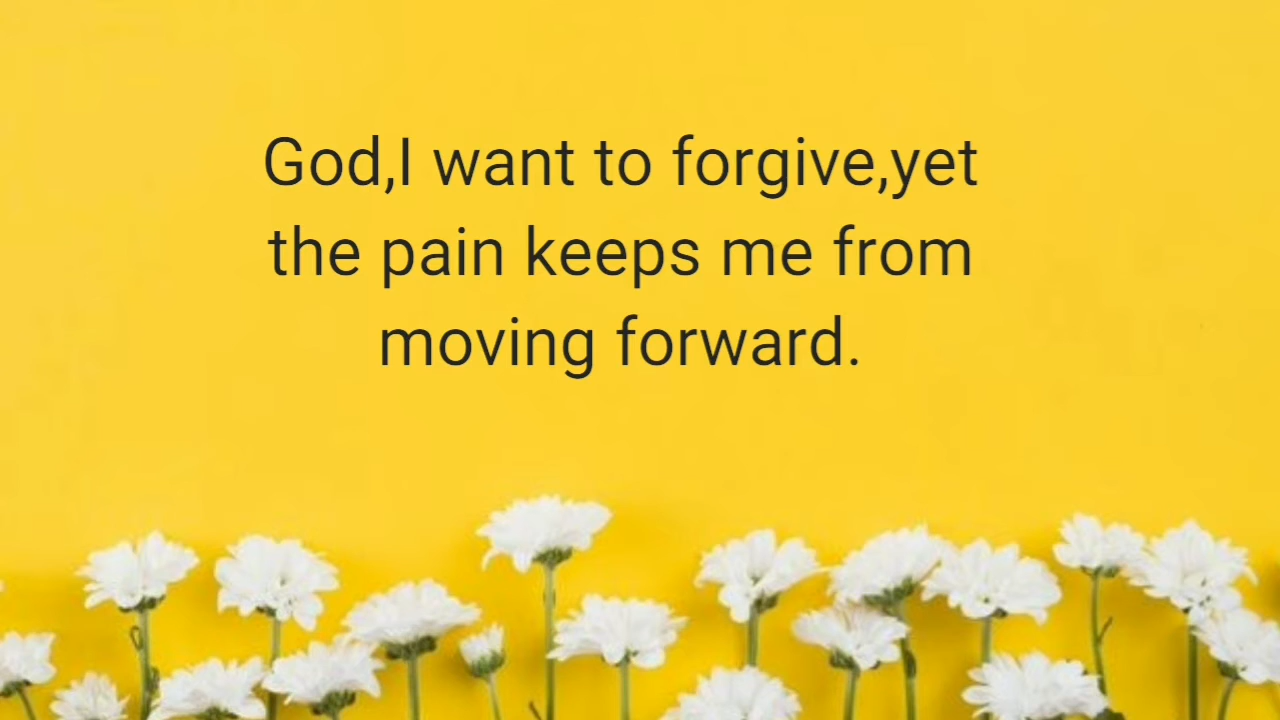 God,I want to forgive,yet
the pain keeps me from
moving forward.